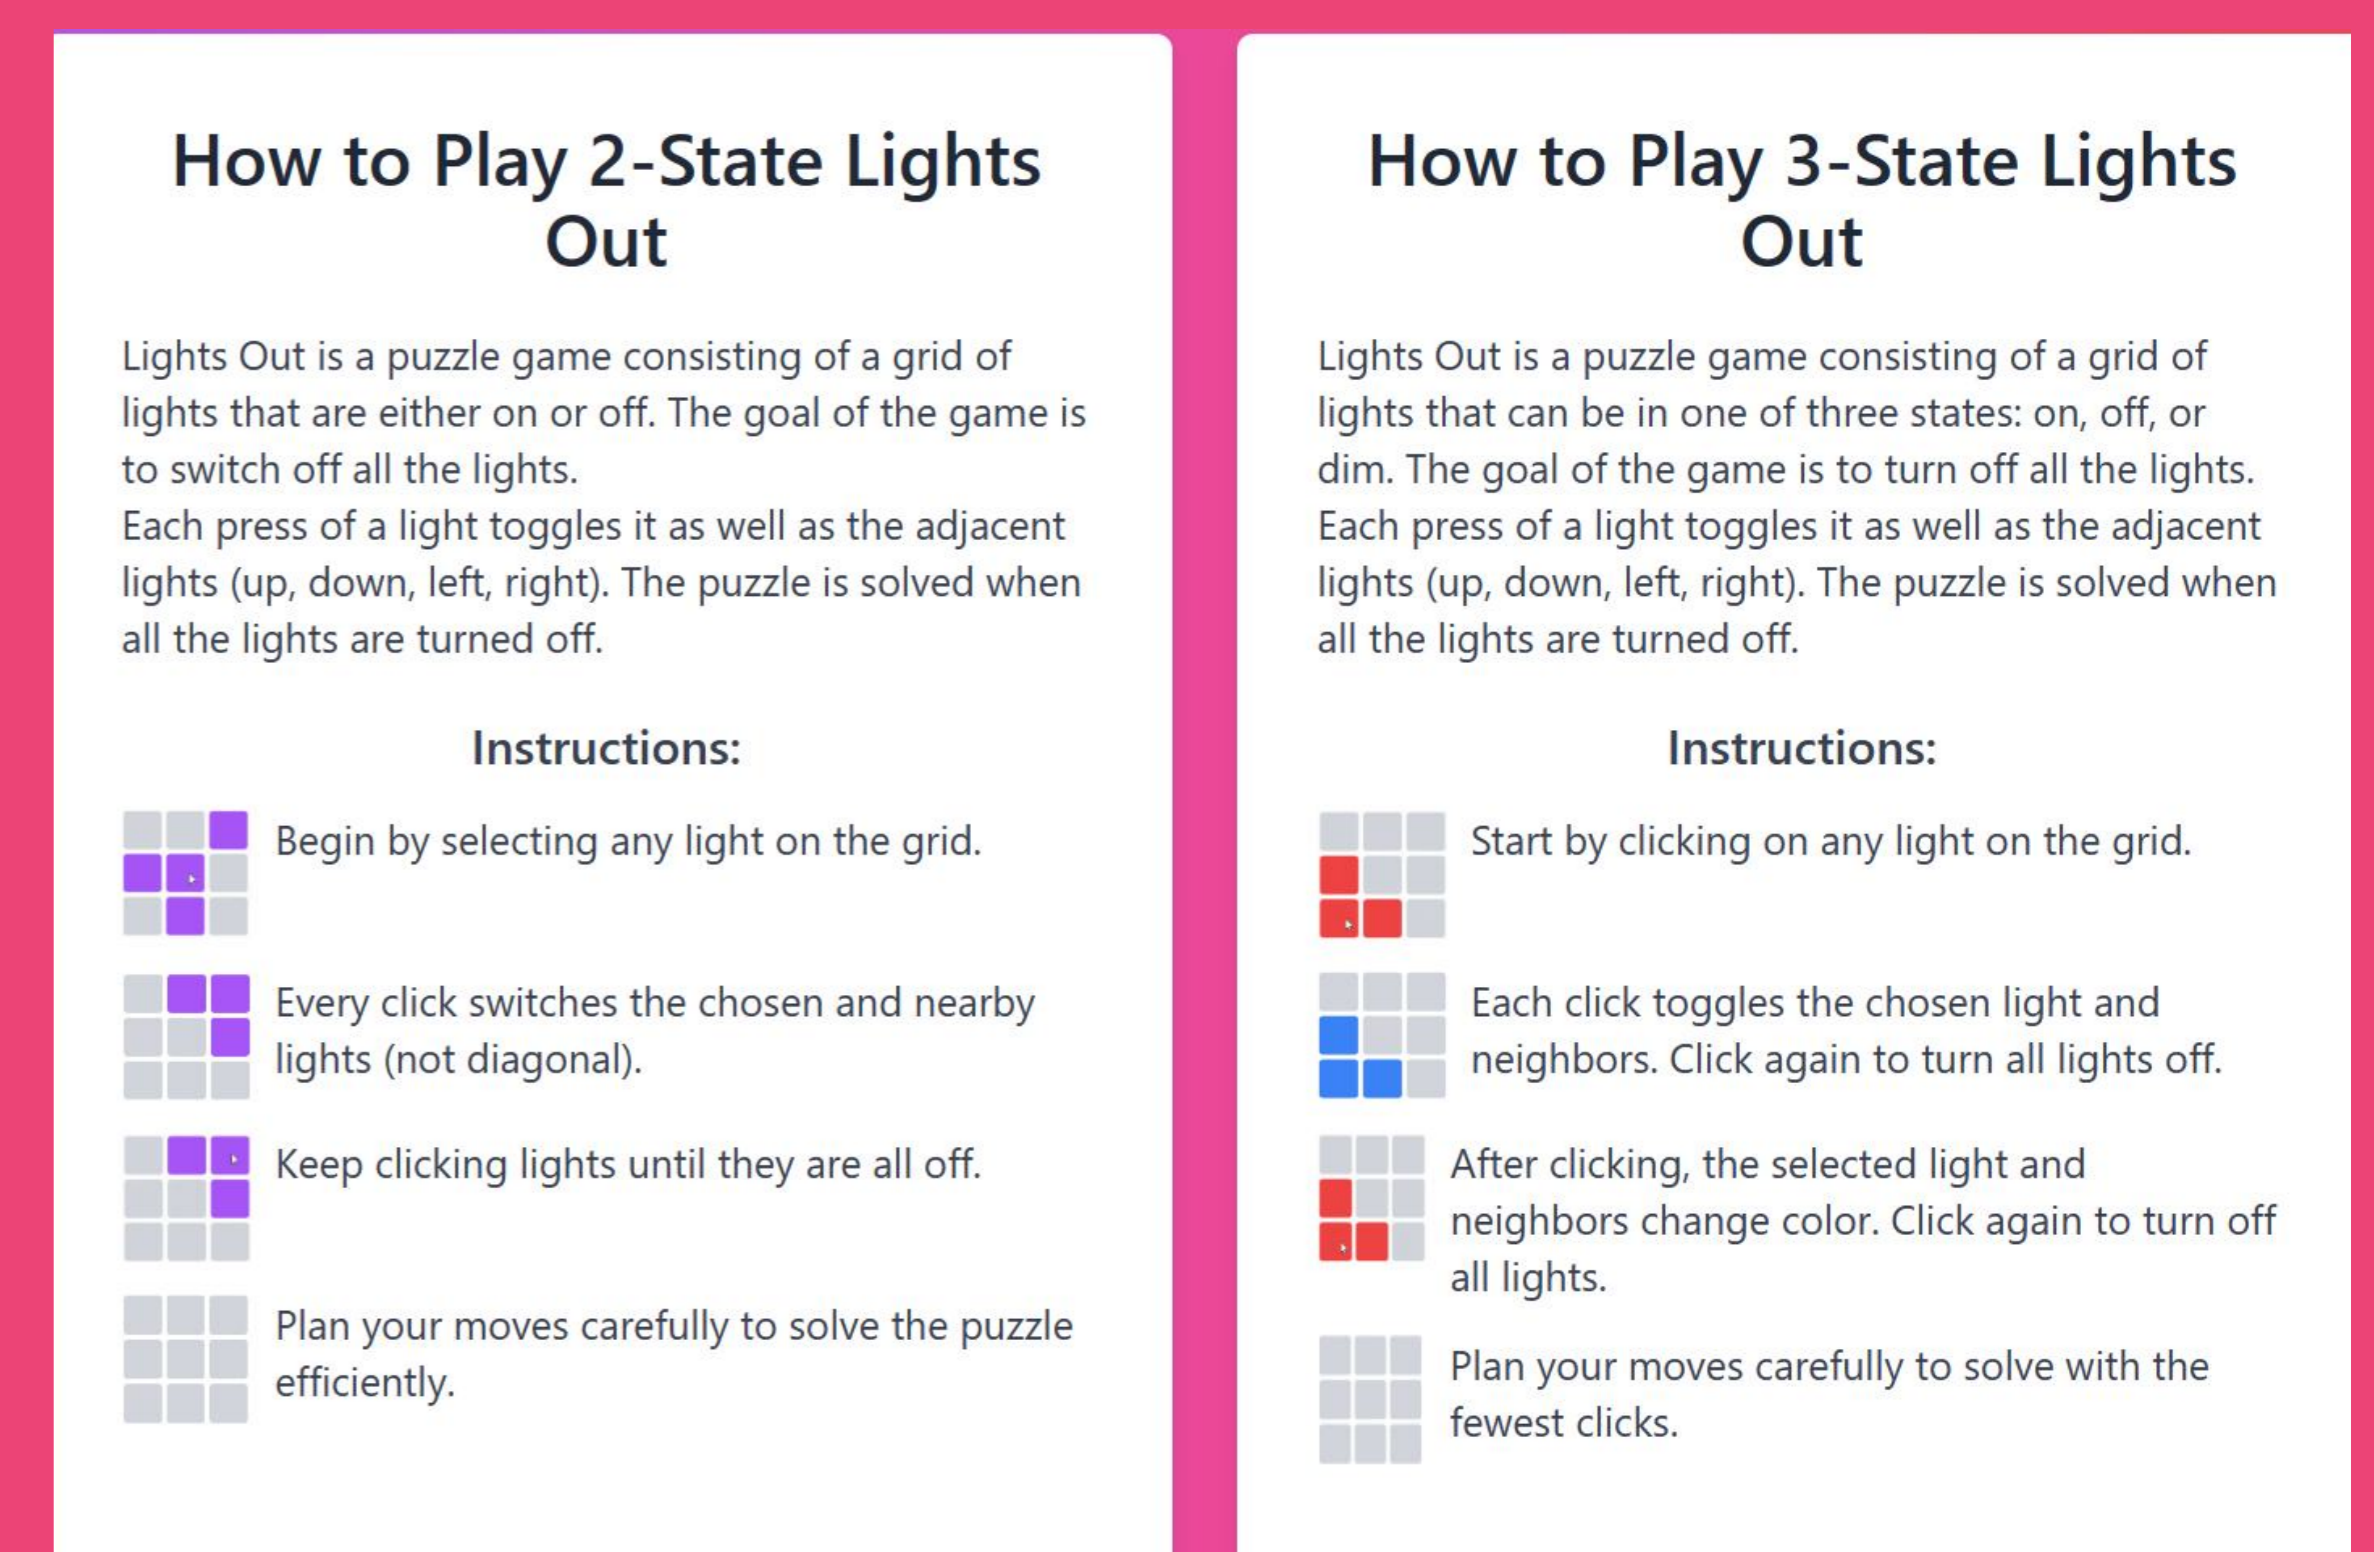 How to Play 2-State Lights
Out
Lights Out is a puzzle game consisting of a grid of
lights that are either on or off. The goal of the game is
to switch off all the lights.
Each press of a light toggles it as well as the adjacent
lights (up, down, left, right). The puzzle is solved when
all the lights are turned off.
Instructions:
Begin by selecting any light on the grid.
Every click switches the chosen and nearby
lights (not diagonal).
Keep clicking lights until they are all off.
Plan your moves carefully to solve the puzzle
efficiently.
How to Play 3-State Lights
Out
Lights Out is a puzzle game consisting of a grid of
lights that can be in one of three states: on, off, or
dim. The goal of the game is to turn off all the lights.
Each press of a light toggles it as well as the adjacent
lights (up, down, left, right). The puzzle is solved when
all the lights are turned off.
Instructions:
Start by clicking on any light on the grid.
Each click toggles the chosen light and
neighbors. Click again to turn all lights off.
After clicking, the selected light and
neighbors change color. Click again to turn off
all lights.
Plan your moves carefully to solve with the
fewest clicks.